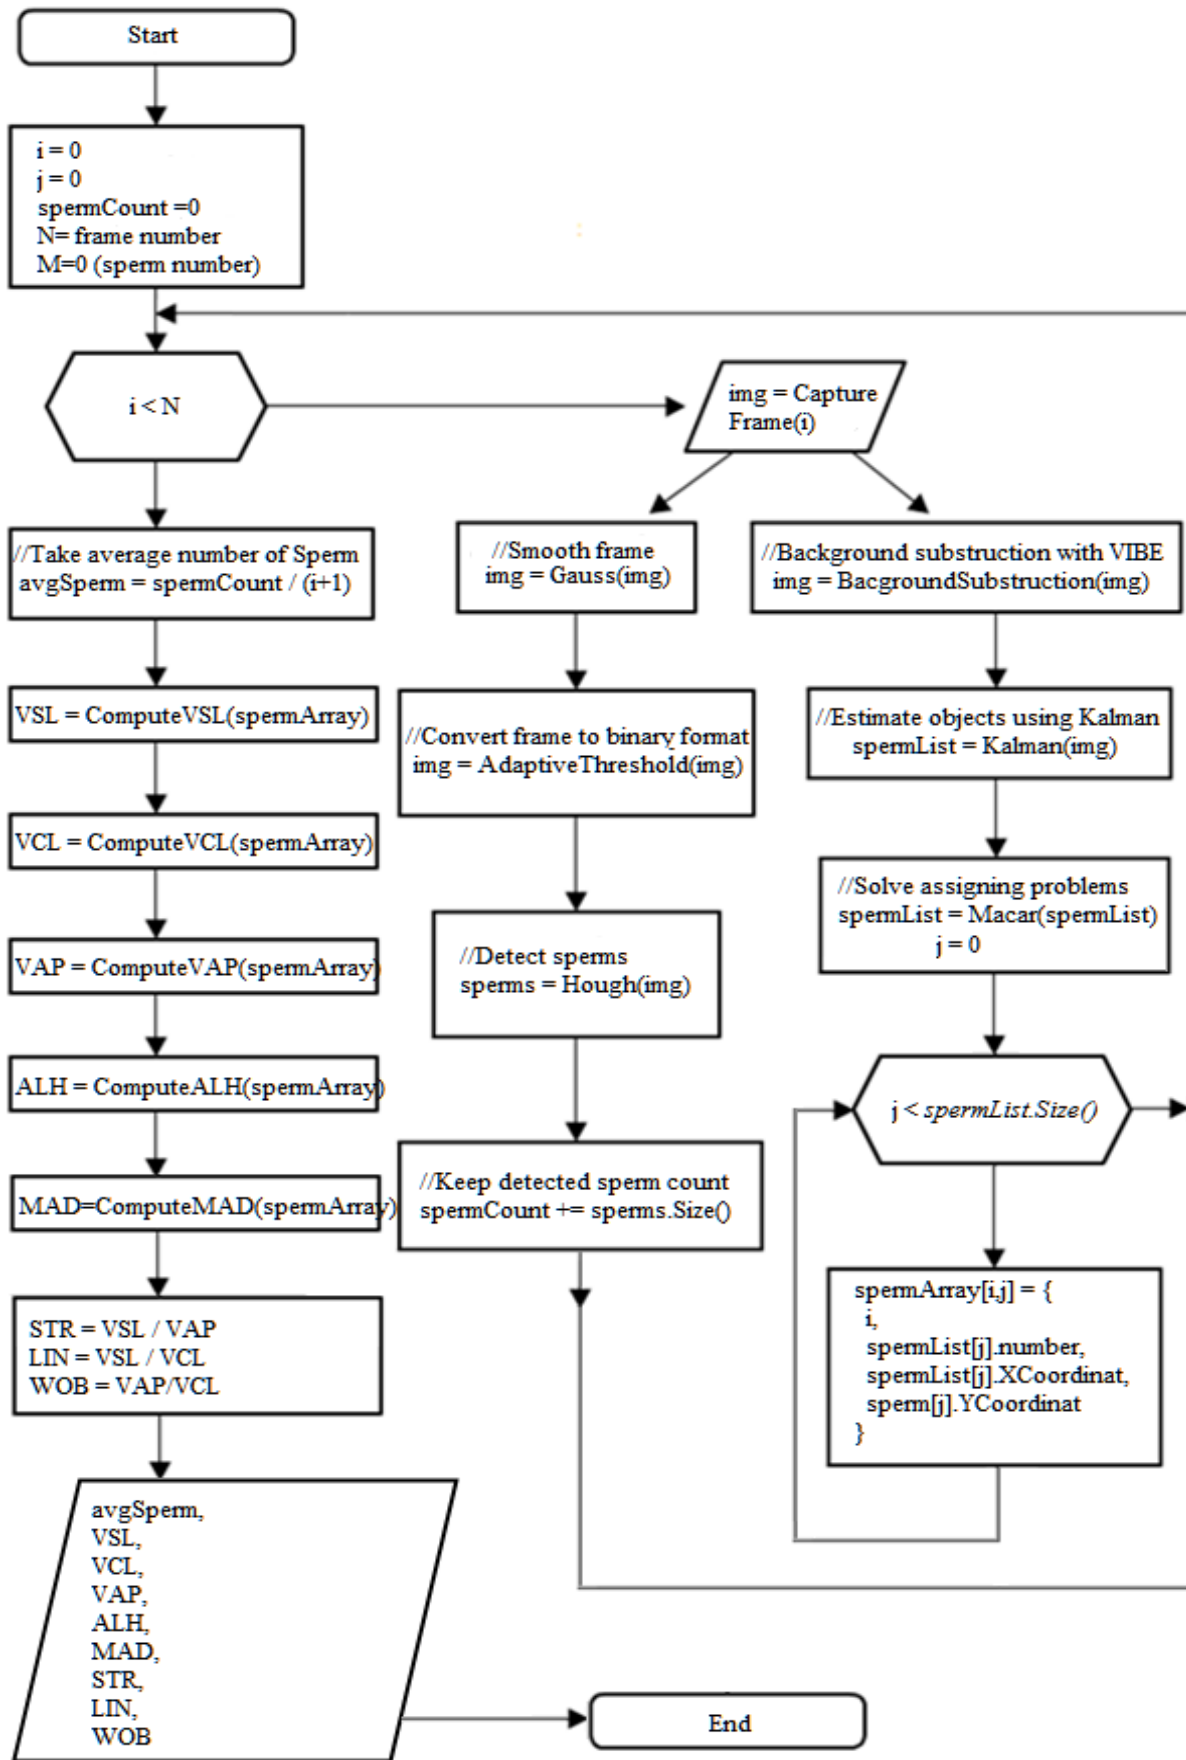 Start
i = 0
j = 0
spermCount =0
N= frame number
M=0 (sperm number)
i < N
img = Capture
Frame(i)
//Take average number of Sperm
avgSperm = spermCount / (i+1)
VSL = ComputeVSL(spermArray)
VCL = ComputeVCL(spermArray)
VAP = ComputeVAP(spermArray)
ALH = ComputeALH(spermArray)
MAD=ComputeMAD(spermArray)
STR = VSL / VAP
LIN = VSL / VCL
WOB = VAP/VCL
avgSperm,
VSL,
VCL,
VAP,
ALH,
MAD,
STR,
LIN,
WOB
//Smooth frame
img = Gauss(img)
//Convert frame to binary format
img = AdaptiveThreshold(img)
//Detect sperms
sperms = Hough(img)
//Keep detected sperm count
spermCount += sperms.Size()
//Background substruction with VIBE
img = BacgroundSubstruction(img)
//Estimate objects using Kalman
spermList = Kalman(img)
//Solve assigning problems
spermList = Macar(spermList)
j = 0
j < spermList.Size()
spermArray[i,j] = {
i,
spermList[j].number,
spermList[j].XCoordinat,
sperm[j].YCoordinat
}
End